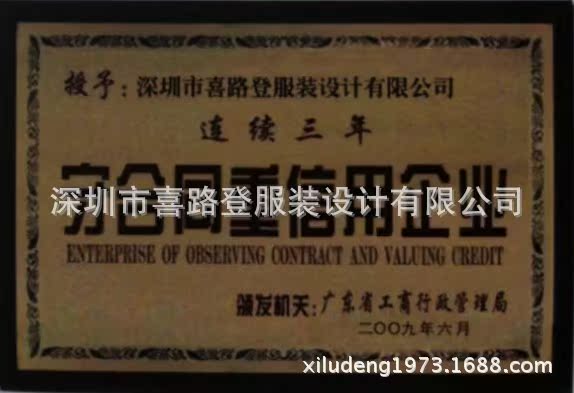 授予：深圳市喜路登服装设计有限公司
连续三年
守合同重信用企业
深圳市喜路登服装设计有限公司
ENTERPRISE OF OBSERVING CONTRACT AND VALUING CREDIT
颁发机关：广东省工商行政管理局
二〇〇九年六月
xiludeng1973.1688.com